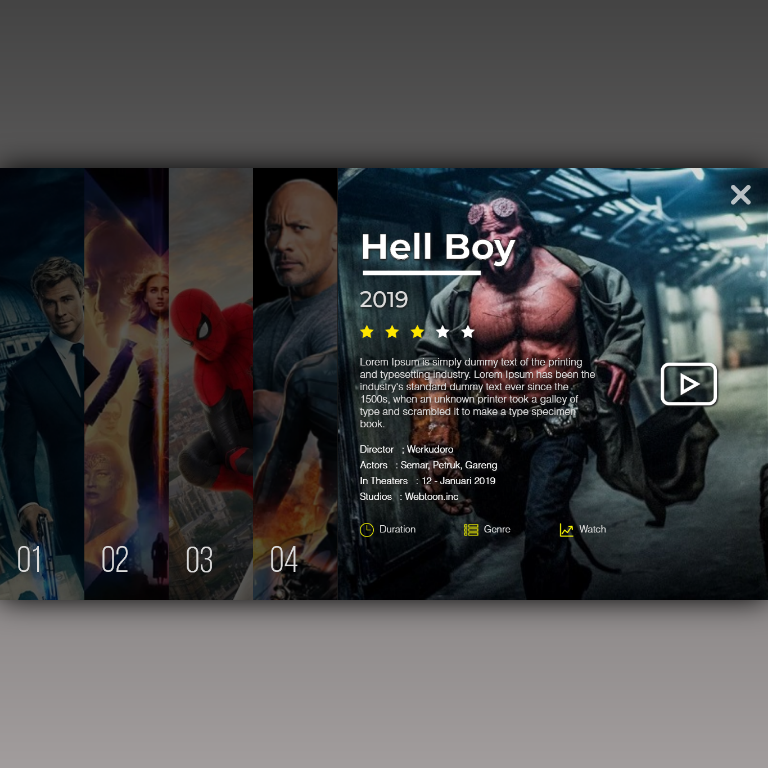 Hell Boy
2019
Lorem Ipsum is simply dummy text of the printing
and typesetting industry. Lorem Ipsum has been the
industry's standard dummy text ever since the
1500s, when an unknown printer took a galley of
type and scrambled it to make a type specimen
book.
Director ; Werkudoro
Actors : Semar, Petruk, Gareng
In Theaters : 12 - Januari 2019
Studios : Webtoon.inc
Duration Genre Watch
01 02 03 04